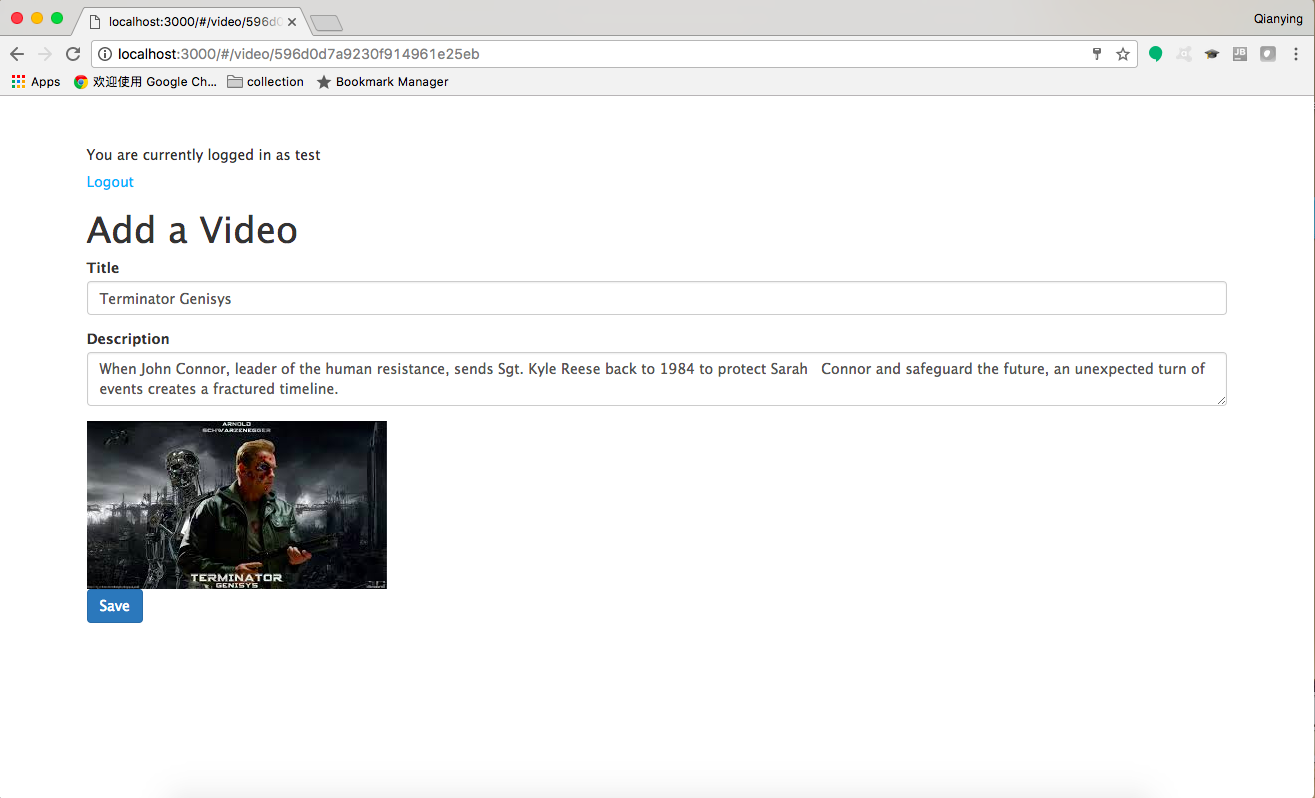 localhost:3000/#/video/596d0
Qianying
localhost:3000/#/video/596d0d7a9230f914961e25eb
JB
Apps 欢迎使用 Google Ch... collection Bookmark Manager
You are currently logged in as test
Logout
Add a Video
Title
Terminator Genisys
Description
When John Connor, leader of the human resistance, sends Sgt. Kyle Reese back to 1984 to protect Sarah   Connor and safeguard the future, an unexpected turn of
events creates a fractured timeline.
ARNOLD
SCHWARZENEGGER
TERMINATOR
GENISYS
Save